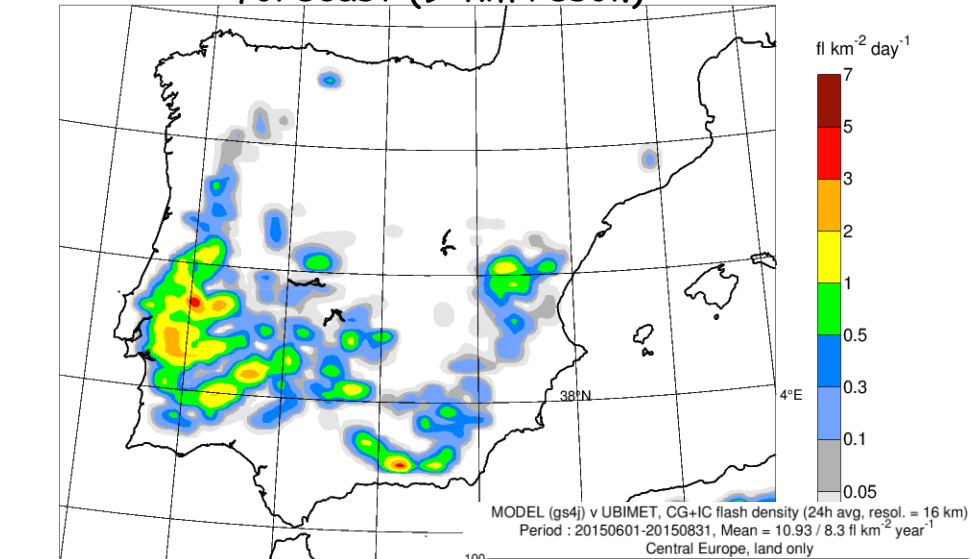 fl km-2 day-1
7
5
3
2
1
0.5
0.3
0.1
0.05
38°N
4°E
MODEL (gs4j) v UBIMET, CG+IC flash density (24h avg, resol. = 16 km)
Period : 20150601-20150831, Mean = 10.93 / 8.3 fl km-2 year-1
Central Europe, land only
100